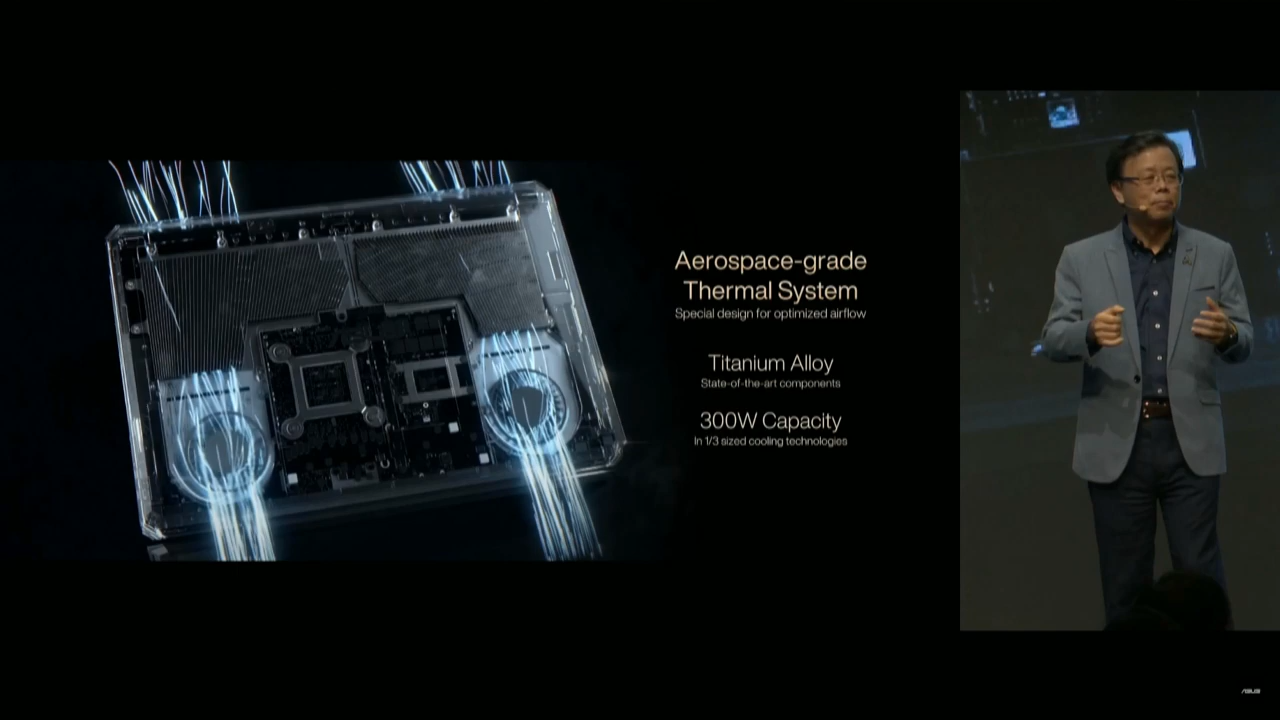 Aerospace-grade
Thermal System
Special design for optimized airflow
Titanium Alloy
State-of-the-art components
300W Capacity
In 1/3 sized cooling technologies
ASUS